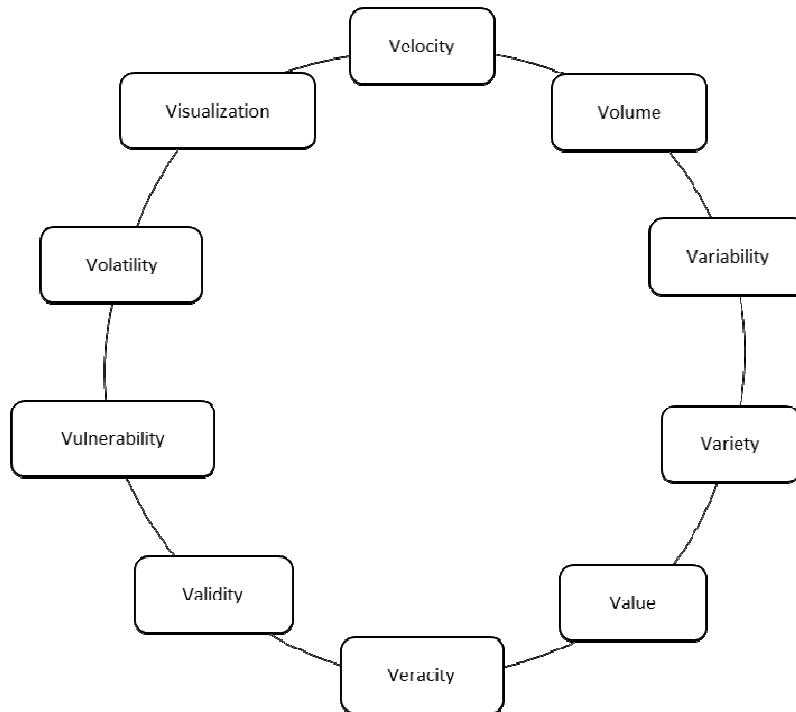 Velocity
Volume
Variability
Variety
Value
Veracity
Validity
Vulnerability
Volatility
Visualization